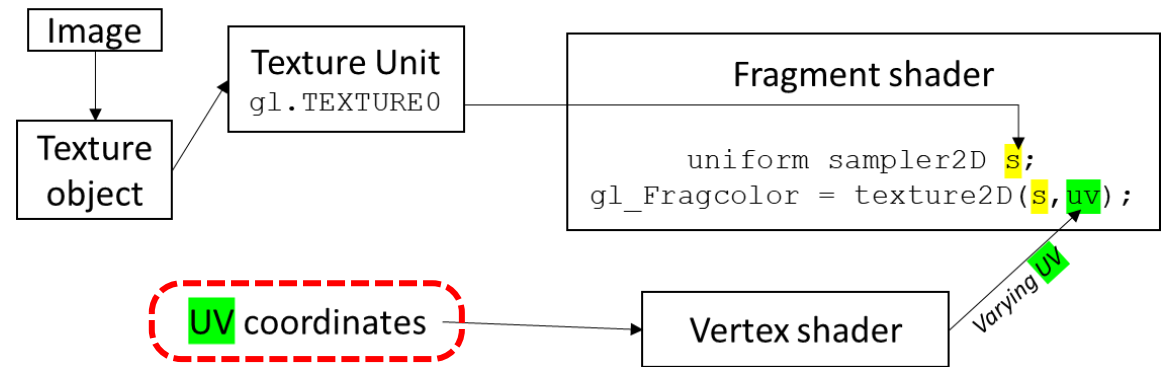 Image
Texture Unit
gl.TEXTURE0
Texture
object
Fragment shader
uniform sampler2D s;
gl_Fragcolor = texture2D(s,uv);
UV coordinates
Vertex shader
Varying UV